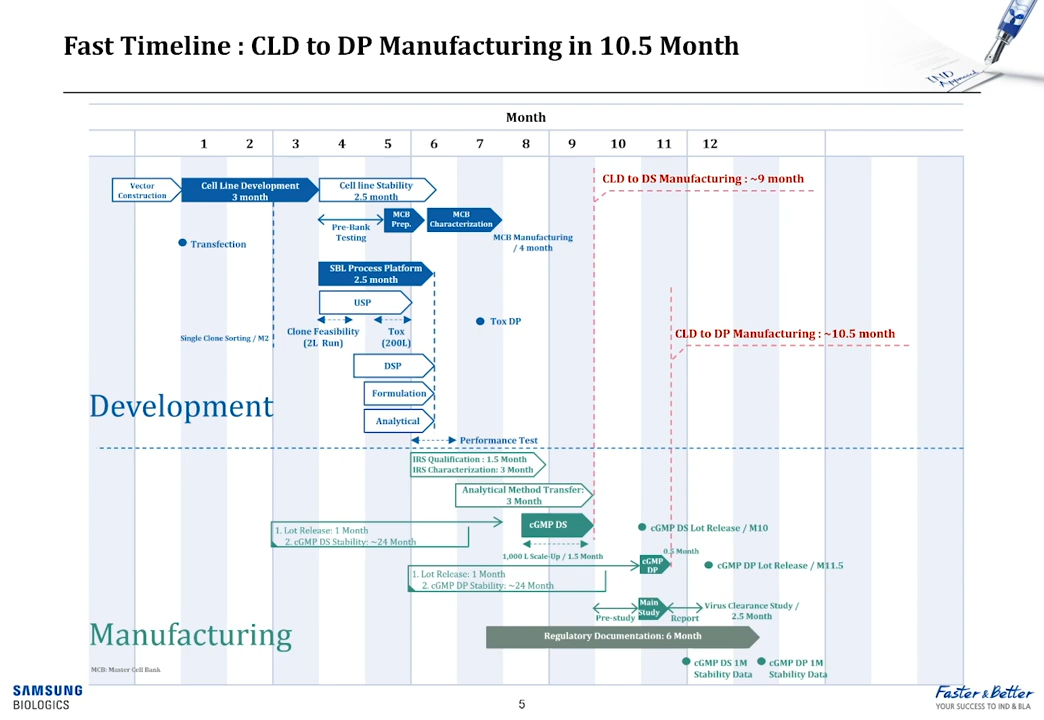 Fast Timeline : CLD to DP Manufacturing in 10.5 Month
IND
Approved
Month
1 2 3 4 5 6 7 8 9 10 11 12
Vector
Construction
Cell Line Development
3 month
Cell line Stability
2.5 month
CLD to DS Manufacturing : ~9 month
Pre-Bank
Testing
MCB
Prep.
MCB
Characterization
MCB Manufacturing
/ 4 month
Transfection
SBL Process Platform
2.5 month
USP
Clone Feasibility
(2L Run)
Tox
(200L)
Tox DP
Single Clone Sorting / M2
CLD to DP Manufacturing : ~10.5 month
DSP
Formulation
Analytical
Development
Performance Test
IRS Qualification : 1.5 Month
IRS Characterization: 3 Month
Analytical Method Transfer:
3 Month
1. Lot Release: 1 Month
2. cGMP DS Stability: ~24 Month
cGMP DS
cGMP DS Lot Release / M10
1,000 L Scale-Up / 1.5 Month
0.5 Month
cGMP
DP
cGMP DP Lot Release / M11.5
1. Lot Release: 1 Month
2. cGMP DP Stability: ~24 Month
Pre-study
Main
Study
Report
Virus Clearance Study /
2.5 Month
Manufacturing
Regulatory Documentation: 6 Month
cGMP DS 1M
Stability Data
cGMP DP 1M
Stability Data
MCB: Master Cell Bank
SAMSUNG
BIOLOGICS
5
Faster & Better
YOUR SUCCESS TO IND & BLA